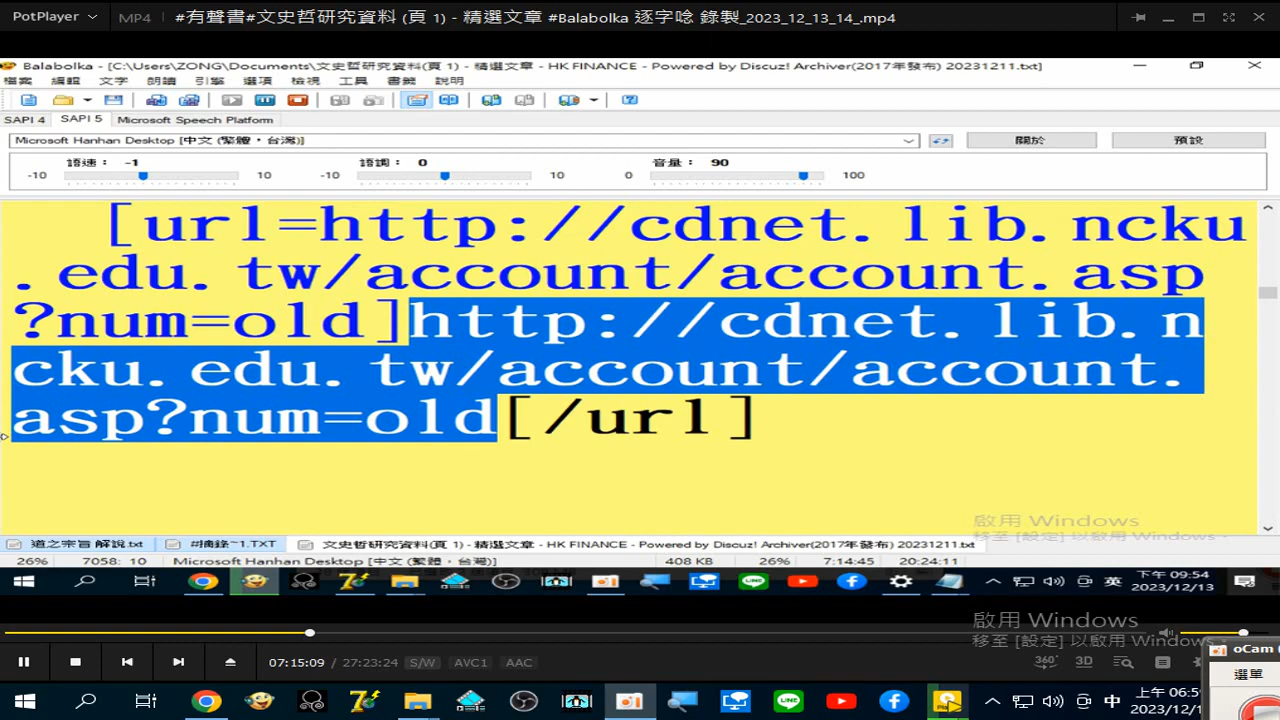 PotPlayer MP4 #有聲書#文史哲研究資料 (頁 1) - 精選文章 #Balabolka 逐字唸 錄製_2023_12_13_14_.mp4
Balabolka - [C:\Users\ZONG\Documents\文史哲研究資料(頁 1) - 精選文章 - HK FINANCE - Powered by Discuz! Archiver(2017年發布) 20231211.txt]
檔案 編輯 文字 朗讀 引擎 選項 檢視 工具 書籤 說明
SAPI 4 SAPI 5 Microsoft Speech Platform
Microsoft Hanhan Desktop [中文 (繁體，台灣)] 關於 預設
語速： -1 語調： 0 音量： 90
-10 10 -10 10 0 100
[url=http://cdnet.lib.ncku
.edu.tw/account/account.asp
?num=old]http://cdnet.lib.n
cku.edu.tw/account/account.
asp?num=old[/url]
啟用 Windows
移至 [設定] 以啟用 Windows。
道之宗旨 解說.txt #摘錄~1.TXT 文史哲研究資料(頁 1) - 精選文章 - HK FINANCE - Powered by Discuz! Archiver(2017年發布) 20231211.txt
26% 7058: 10 Microsoft Hanhan Desktop [中文 (繁體，台灣)] 408 KB 26% 7:14:45 20:24:11
英 下午 09:54
2023/12/13
啟用 Windows
移至 [設定] 以啟用 Windows。
07:15:09 / 27:23:24 S/W AVC1 AAC 360° 3D
oCam
選單
中 上午 06:5
2023/12/1